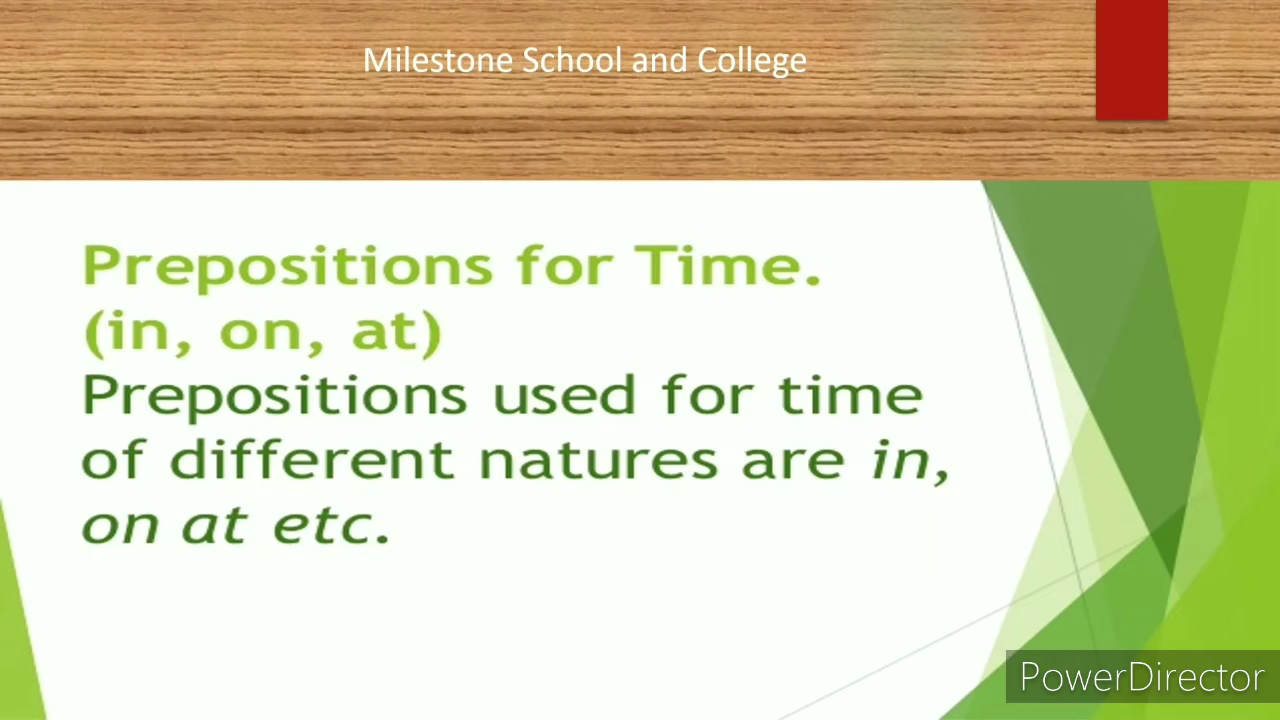 Milestone School and College
Prepositions for Time.
(in, on, at)
Prepositions used for time
of different natures are in,
on at etc.
PowerDirector